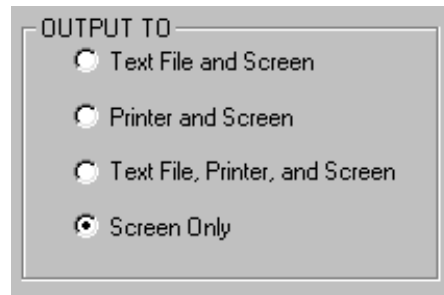 OUTPUT TO
Text File and Screen
Printer and Screen
Text File, Printer, and Screen
Screen Only